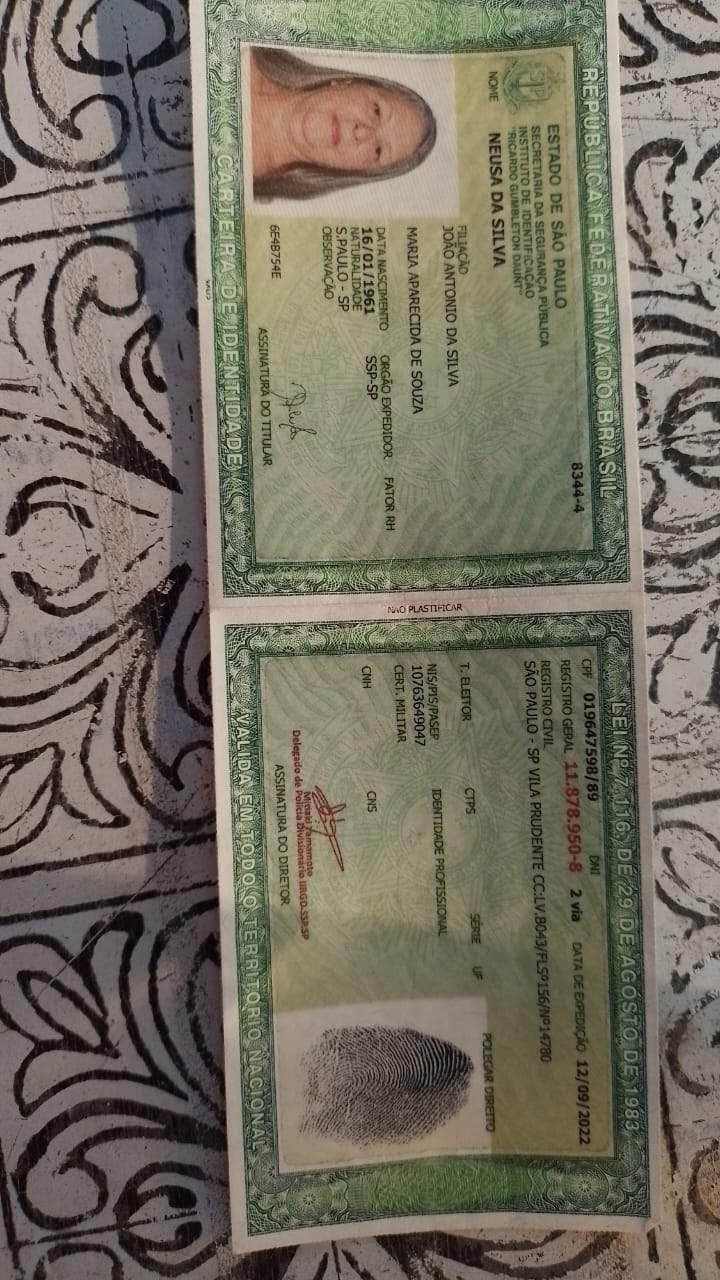 REPÚBLICA FEDERATIVA DO BRASIL
8344-4
ESTADO DE SÃO PAULO
SECRETARIA DA SEGURANÇA PÚBLICA
INSTITUTO DE IDENTIFICAÇÃO
"RICARDO GUMBLETON DAUNT"
NOME
NEUSA DA SILVA
FILIAÇÃO
JOÃO ANTONIO DA SILVA
MARIA APARECIDA DE SOUZA
DATA NASCIMENTO ORGÃO EXPEDIDOR FATOR RH
16/01/1961 SSP-SP
NATURALIDADE
S.PAULO - SP
OBSERVAÇÃO
6E4B754E
ASSINATURA DO TITULAR
CARTEIRA DE IDENTIDADE
NÃO PLASTIFICAR
LEI Nº 7.116, DE 29 DE AGOSTO DE 1983
CPF 019647598/89 DNI
REGISTRO GERAL 11.878.950-8 2 via DATA DE EXPEDIÇÃO 12/09/2022
REGISTRO CIVIL
SÃO PAULO - SP VILA PRUDENTE CC:LV.B043/FLSº156/Nº14780
T. ELEITOR CTPS SERIE UF
POLEGAR DIREITO
NIS/PIS/PASEP IDENTIDADE PROFISSIONAL
10763649047
CERT. MILITAR
CNH CNS
Delegado de Polícia Divisionário IIRGD-SSP-SP
ASSINATURA DO DIRETOR
VÁLIDA EM TODO O TERRITÓRIO NACIONAL